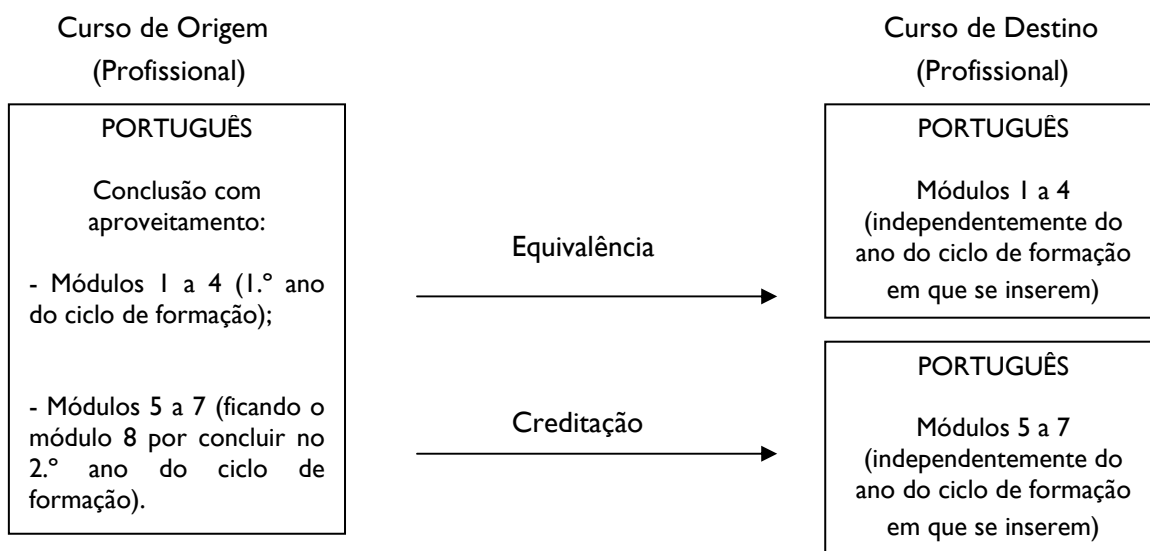 Curso de Origem
(Profissional)
PORTUGUÊS
Conclusão com
aproveitamento:
- Módulos 1 a 4 (1.º ano
do ciclo de formação);
- Módulos 5 a 7 (ficando o
módulo 8 por concluir no
2.º ano do ciclo de
formação).
Equivalência
Creditação
Curso de Destino
(Profissional)
PORTUGUÊS
Módulos 1 a 4
(independentemente do
ano do ciclo de formação
em que se inserem)
PORTUGUÊS
Módulos 5 a 7
(independentemente do
ano do ciclo de formação
em que se inserem)